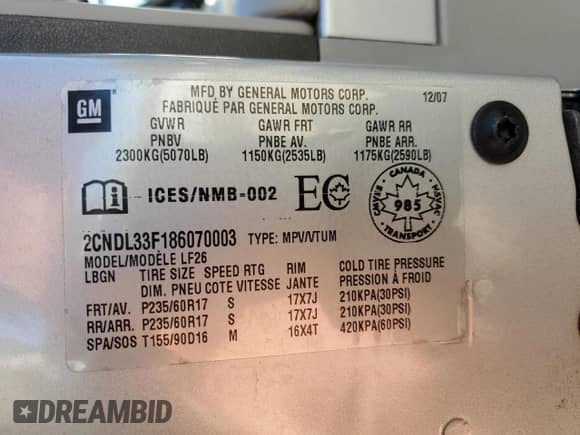 GM
MFD BY GENERAL MOTORS CORP. 12/07
FABRIQUÉ PAR GENERAL MOTORS CORP.
GVWR GAWR FRT GAWR RR
PNBV PNBE AV. PNBE ARR.
2300KG(5070LB) 1150KG(2535LB) 1175KG(2590LB)
ICES/NMB-002 EC CMVSS · CANADA · NSVAC 985 TRANSPORT
2CNDL33F186070003 TYPE: MPV/VTUM
MODEL/MODÈLE LF26
LBGN TIRE SIZE SPEED RTG RIM COLD TIRE PRESSURE
DIM. PNEU COTE VITESSE JANTE PRESSION À FROID
FRT/AV. P235/60R17 S 17X7J 210KPA(30PSI)
RR/ARR. P235/60R17 S 17X7J 210KPA(30PSI)
SPA/SOS T155/90D16 M 16X4T 420KPA(60PSI)
DREAMBID